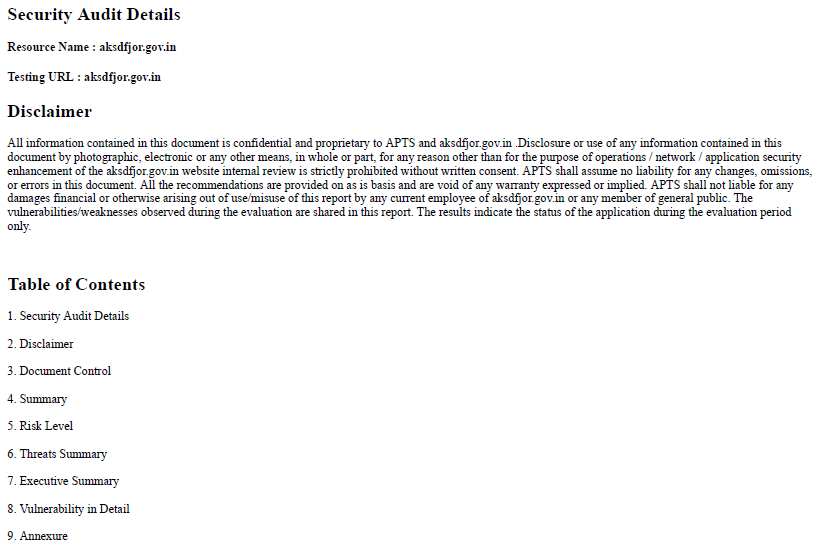 Security Audit Details
Resource Name : aksdfjor.gov.in
Testing URL : aksdfjor.gov.in
Disclaimer
All information contained in this document is confidential and proprietary to APTS and aksdfjor.gov.in .Disclosure or use of any information contained in this
document by photographic, electronic or any other means, in whole or part, for any reason other than for the purpose of operations / network / application security
enhancement of the aksdfjor.gov.in website internal review is strictly prohibited without written consent. APTS shall assume no liability for any changes, omissions,
or errors in this document. All the recommendations are provided on as is basis and are void of any warranty expressed or implied. APTS shall not liable for any
damages financial or otherwise arising out of use/misuse of this report by any current employee of aksdfjor.gov.in or any member of general public. The
vulnerabilities/weaknesses observed during the evaluation are shared in this report. The results indicate the status of the application during the evaluation period
only.
Table of Contents
1. Security Audit Details
2. Disclaimer
3. Document Control
4. Summary
5. Risk Level
6. Threats Summary
7. Executive Summary
8. Vulnerability in Detail
9. Annexure